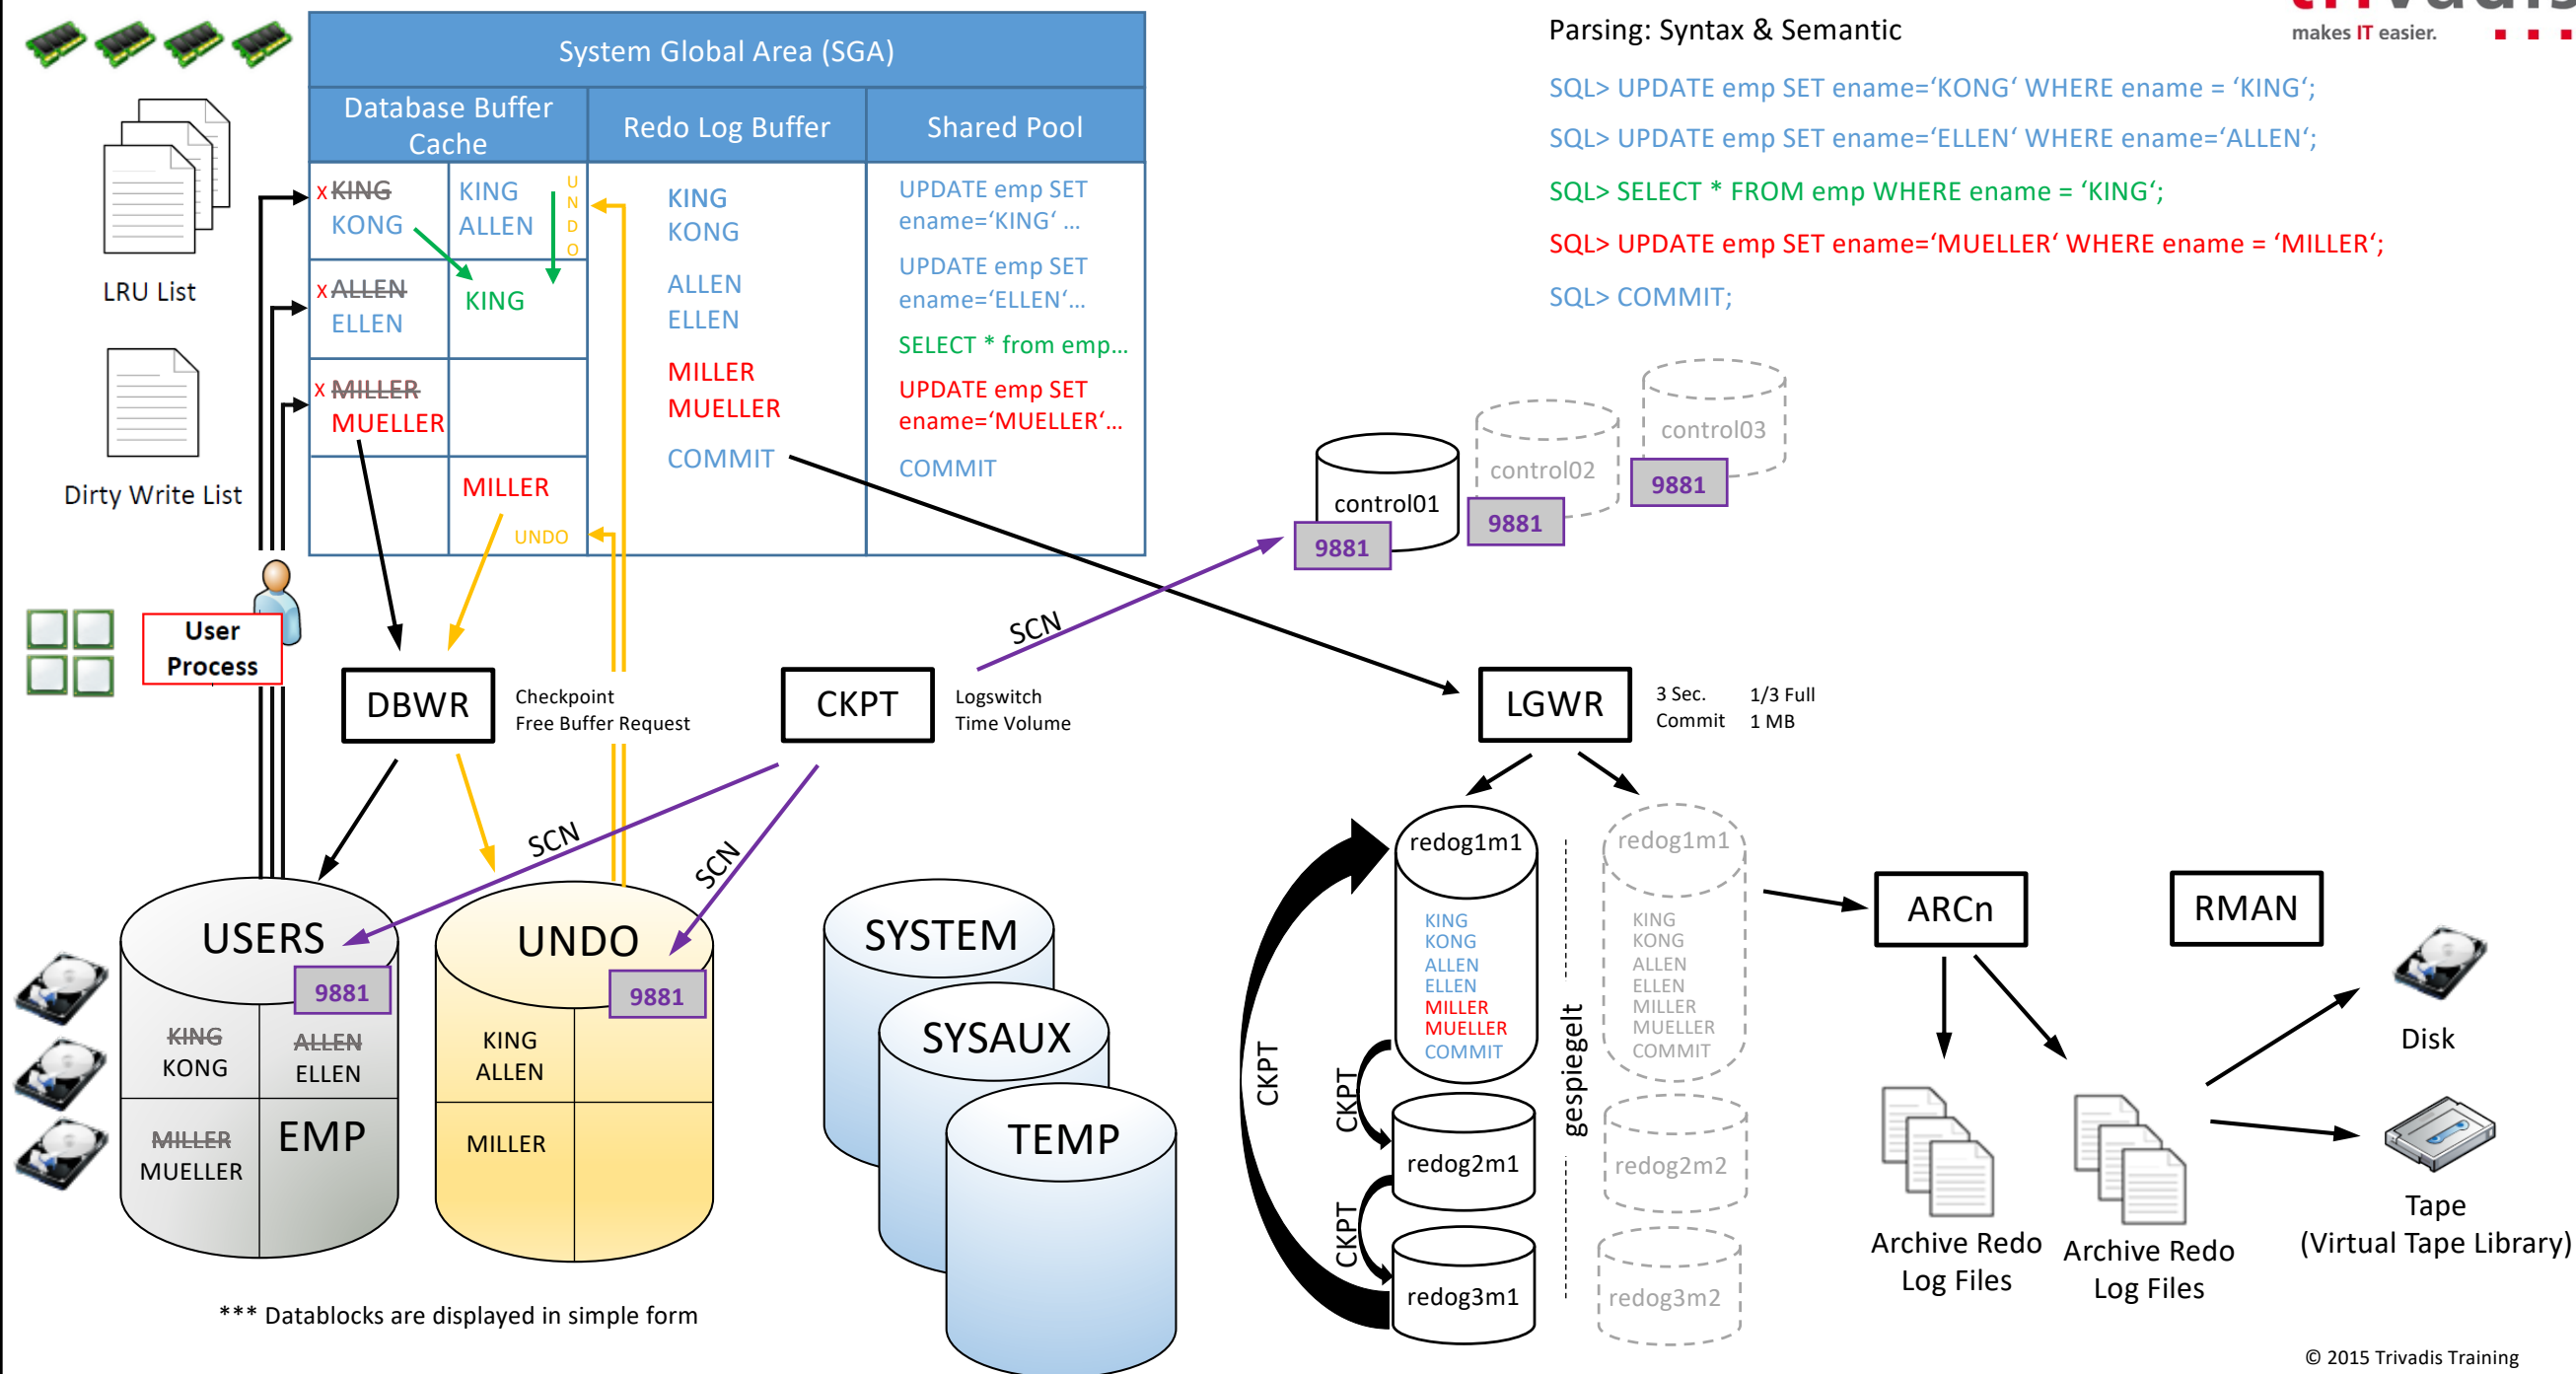 trivadis
makes IT easier.
Parsing: Syntax & Semantic
SQL> UPDATE emp SET ename='KONG' WHERE ename = 'KING';
SQL> UPDATE emp SET ename='ELLEN' WHERE ename='ALLEN';
SQL> SELECT * FROM emp WHERE ename = 'KING';
SQL> UPDATE emp SET ename='MUELLER' WHERE ename = 'MILLER';
SQL> COMMIT;
System Global Area (SGA)
Database Buffer
Cache
Redo Log Buffer
Shared Pool
LRU List
Dirty Write List
x KING
KONG
KING
ALLEN
UNDO
x ALLEN
ELLEN
KING
x MILLER
MUELLER
MILLER
UNDO
KING
KONG
ALLEN
ELLEN
MILLER
MUELLER
COMMIT
UPDATE emp SET
ename='KING' ...
UPDATE emp SET
ename='ELLEN'...
SELECT * from emp...
UPDATE emp SET
ename='MUELLER'...
COMMIT
control01
9881
control02
9881
control03
9881
User
Process
DBWR
Checkpoint
Free Buffer Request
CKPT
Logswitch
Time Volume
SCN
SCN
SCN
LGWR
3 Sec. 1/3 Full
Commit 1 MB
USERS
9881
KING
KONG
ALLEN
ELLEN
MILLER
MUELLER
EMP
UNDO
9881
KING
ALLEN
MILLER
SYSTEM
SYSAUX
TEMP
CKPT
CKPT
CKPT
redog1m1
KING
KONG
ALLEN
ELLEN
MILLER
MUELLER
COMMIT
redog2m1
redog3m1
gespiegelt
redog1m1
KING
KONG
ALLEN
ELLEN
MILLER
MUELLER
COMMIT
redog2m2
redog3m2
ARCn
RMAN
Archive Redo
Log Files
Archive Redo
Log Files
Disk
Tape
(Virtual Tape Library)
*** Datablocks are displayed in simple form
© 2015 Trivadis Training